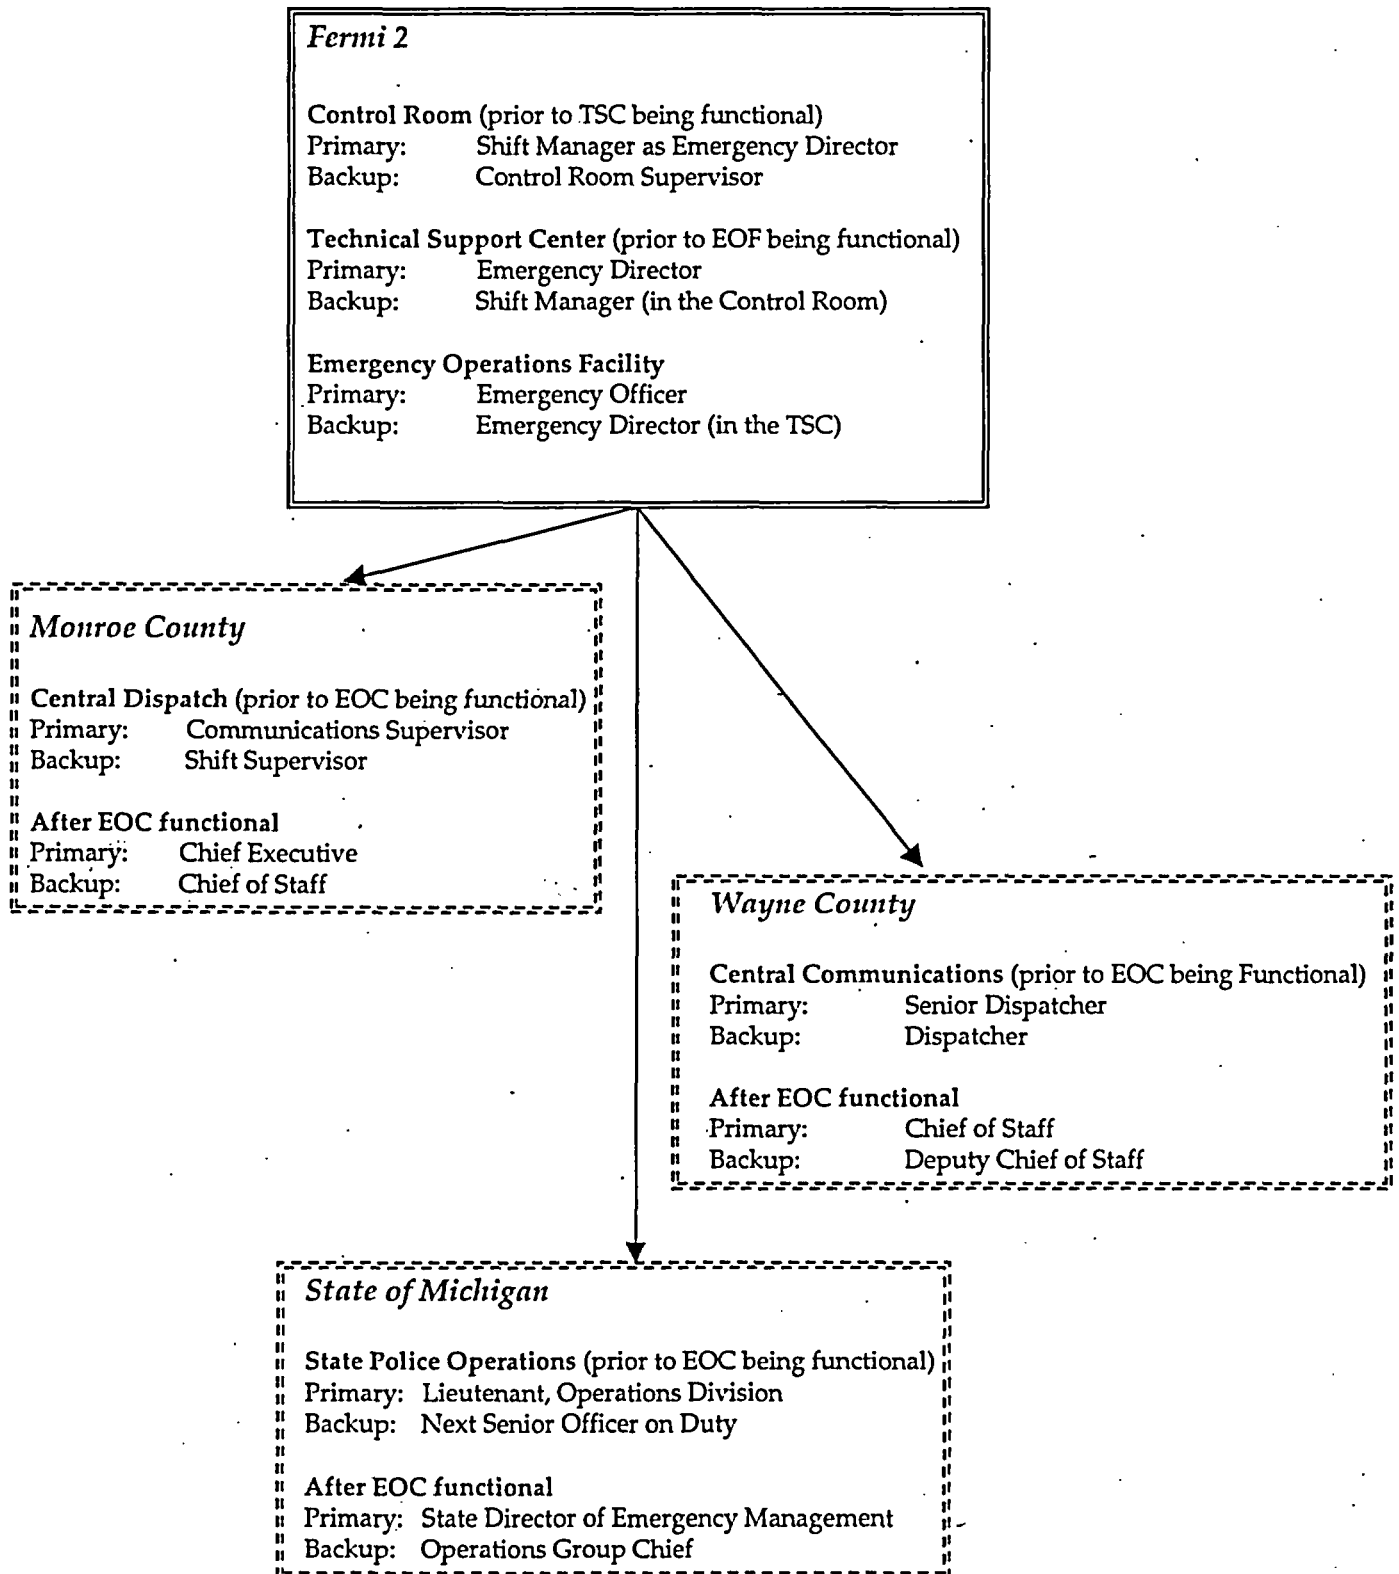 Fermi 2
Control Room (prior to TSC being functional)
Primary: Shift Manager as Emergency Director
Backup: Control Room Supervisor
Technical Support Center (prior to EOF being functional)
Primary: Emergency Director
Backup: Shift Manager (in the Control Room)
Emergency Operations Facility
Primary: Emergency Officer
Backup: Emergency Director (in the TSC)
Monroe County
Central Dispatch (prior to EOC being functional)
Primary: Communications Supervisor
Backup: Shift Supervisor
After EOC functional
Primary: Chief Executive
Backup: Chief of Staff
Wayne County
Central Communications (prior to EOC being Functional)
Primary: Senior Dispatcher
Backup: Dispatcher
After EOC functional
Primary: Chief of Staff
Backup: Deputy Chief of Staff
State of Michigan
State Police Operations (prior to EOC being functional)
Primary: Lieutenant, Operations Division
Backup: Next Senior Officer on Duty
After EOC functional
Primary: State Director of Emergency Management
Backup: Operations Group Chief